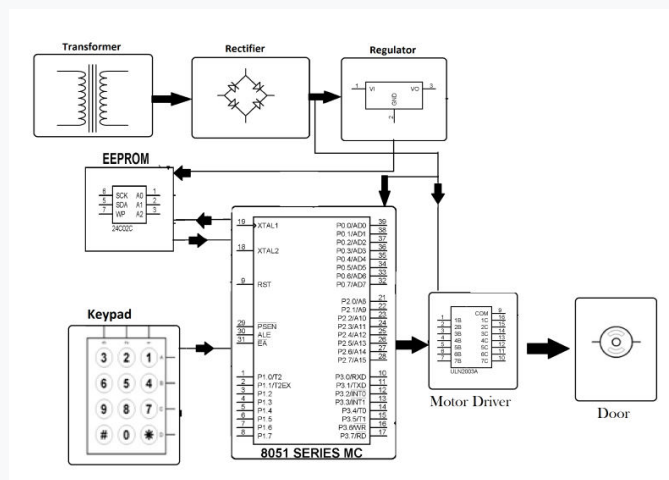 Transformer
Rectifier
Regulator
1
VI
VO
3
GND
2
EEPROM
6 SCK A0 1
5 SDA A1 2
7 WP A2 3
24C02C
19 XTAL1
18 XTAL2
9 RST
29 PSEN
30 ALE
31 EA
1 P1.0/T2
2 P1.1/T2EX
3 P1.2
4 P1.3
5 P1.4
6 P1.5
7 P1.6
8 P1.7
P0.0/AD0 39
P0.1/AD1 38
P0.2/AD2 37
P0.3/AD3 36
P0.4/AD4 35
P0.5/AD5 34
P0.6/AD6 33
P0.7/AD7 32
P2.0/A8 21
P2.1/A9 22
P2.2/A10 23
P2.3/A11 24
P2.4/A12 25
P2.5/A13 26
P2.6/A14 27
P2.7/A15 28
P3.0/RXD 10
P3.1/TXD 11
P3.2/INT0 12
P3.3/INT1 13
P3.4/T0 14
P3.5/T1 15
P3.6/WR 16
P3.7/RD 17
8051 SERIES MC
Keypad
3 2 1 A
6 5 4 B
9 8 7 C
# 0 ✱ D
COM 9
1 1B 1C 16
2 2B 2C 15
3 3B 3C 14
4 4B 4C 13
5 5B 5C 12
6 6B 6C 11
7 7B 7C 10
ULN2003A
Motor Driver
Door